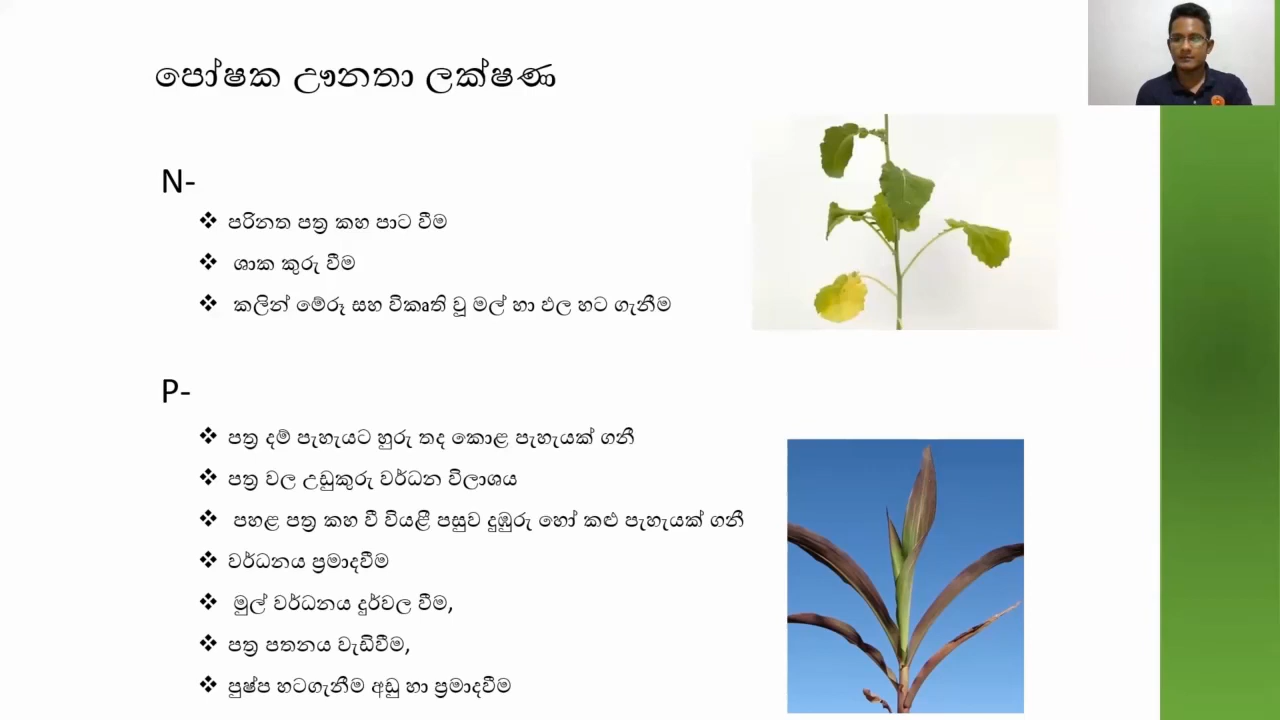 පෝෂක ඌනතා ලක්ෂණ
N-
❖ පරිනත පත්‍ර කහ පාට වීම
❖ ශාක කුරු වීම
❖ කලින් මේරූ සහ විකෘති වූ මල් හා ඵල හට ගැනීම
P-
❖ පත්‍ර දම් පැහැයට හුරු තද කොළ පැහැයක් ගනී
❖ පත්‍ර වල උඩුකුරු වර්ධන විලාශය
❖ පහළ පත්‍ර කහ වී වියළී පසුව දුඹුරු හෝ කළු පැහැයක් ගනී
❖ වර්ධනය ප්‍රමාදවීම
❖ මුල් වර්ධනය දුර්වල වීම,
❖ පත්‍ර පතනය වැඩිවීම,
❖ පුෂ්ප හටගැනීම අඩු හා ප්‍රමාදවීම